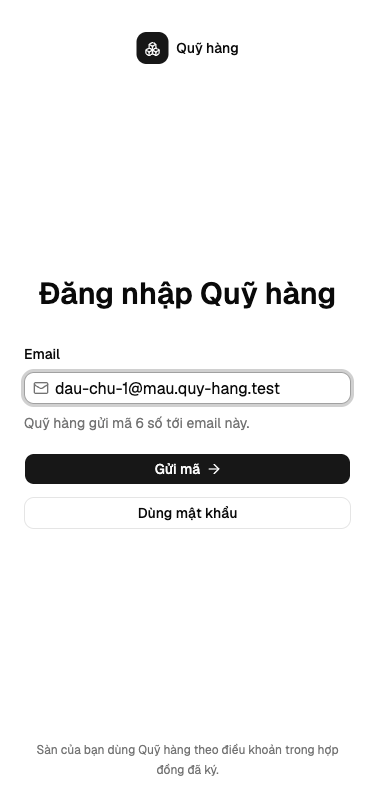 Quỹ hàng
Đăng nhập Quỹ hàng
Email
dau-chu-1@mau.quy-hang.test
Quỹ hàng gửi mã 6 số tới email này.
Gửi mã →
Dùng mật khẩu
Sàn của bạn dùng Quỹ hàng theo điều khoản trong hợp
đồng đã ký.